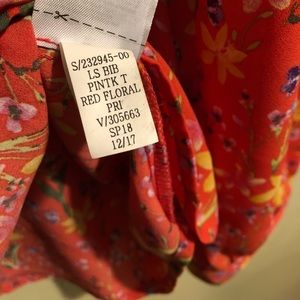 S/232945-00
LS BIB
PINTK T
RED FLORAL
PRI
V/305663
SP18
12/17